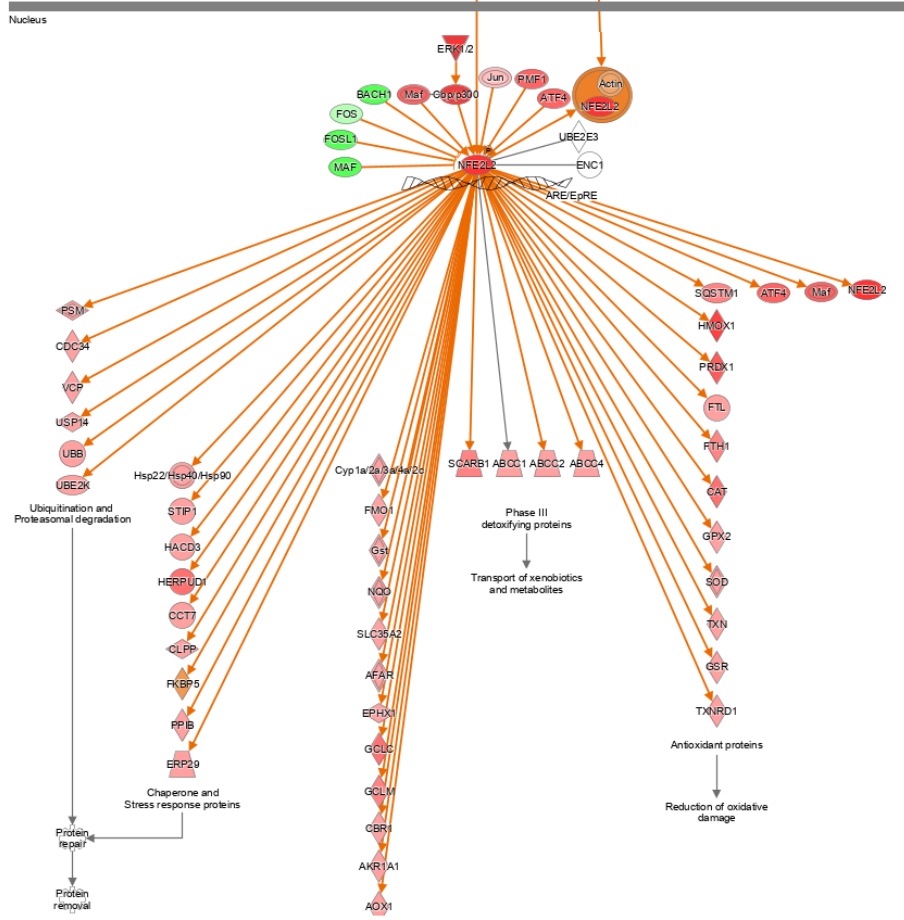 Nucleus
ERK1/2
BACH1
Maf
Cbp/p300
Jun
PMF1
ATF4
Actin
NFE2L2
FOS
FOSL1
MAF
P
NFE2L2
UBE2E3
ENC1
ARE/EpRE
PSM
CDC34
VCP
USP14
UBB
UBE2K
Ubiquitination and
Proteasomal degradation
Hsp22/Hsp40/Hsp90
STIP1
HACD3
HERPUD1
CCT7
CLPP
FKBP5
PPIB
ERP29
Chaperone and
Stress response proteins
Protein
repair
Protein
removal
Cyp1a/2a/3a/4a/2c
FMO1
Gst
NQO
SLC35A2
AFAR
EPHX1
GCLC
GCLM
CBR1
AKR1A1
AOX1
SCARB1
ABCC1
ABCC2
ABCC4
Phase III
detoxifying proteins
Transport of xenobiotics
and metabolites
SQSTM1
ATF4
Maf
NFE2L2
HMOX1
PRDX1
FTL
FTH1
CAT
GPX2
SOD
TXN
GSR
TXNRD1
Antioxidant proteins
Reduction of oxidative
damage